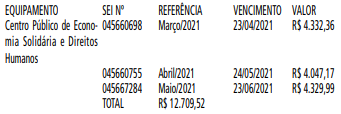 EQUIPAMENTO SEI Nº REFERÊNCIA VENCIMENTO VALOR
Centro Público de Econo- 045660698 Março/2021 23/04/2021 R$ 4.332,36
mia Solidária e Direitos
Humanos
045660755 Abril/2021 24/05/2021 R$ 4.047,17
045667284 Maio/2021 23/06/2021 R$ 4.329,99
TOTAL R$ 12.709,52